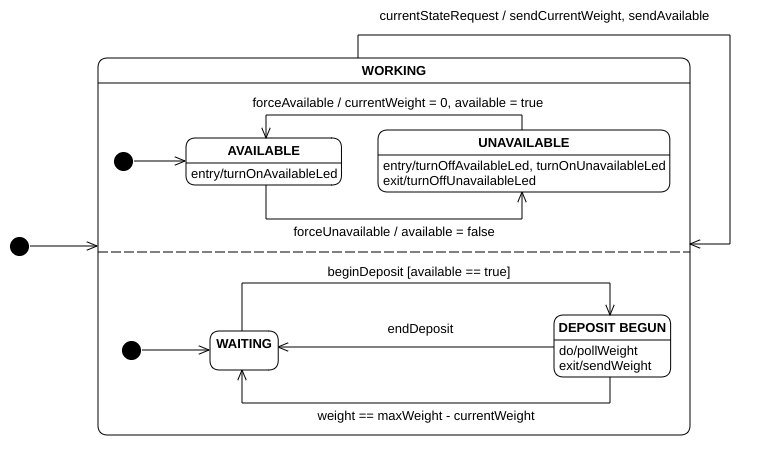 currentStateRequest / sendCurrentWeight, sendAvailable
WORKING
forceAvailable / currentWeight = 0, available = true
AVAILABLE
entry/turnOnAvailableLed
UNAVAILABLE
entry/turnOffAvailableLed, turnOnUnavailableLed
exit/turnOffUnavailableLed
forceUnavailable / available = false
beginDeposit [available == true]
WAITING
endDeposit
DEPOSIT BEGUN
do/pollWeight
exit/sendWeight
weight == maxWeight - currentWeight